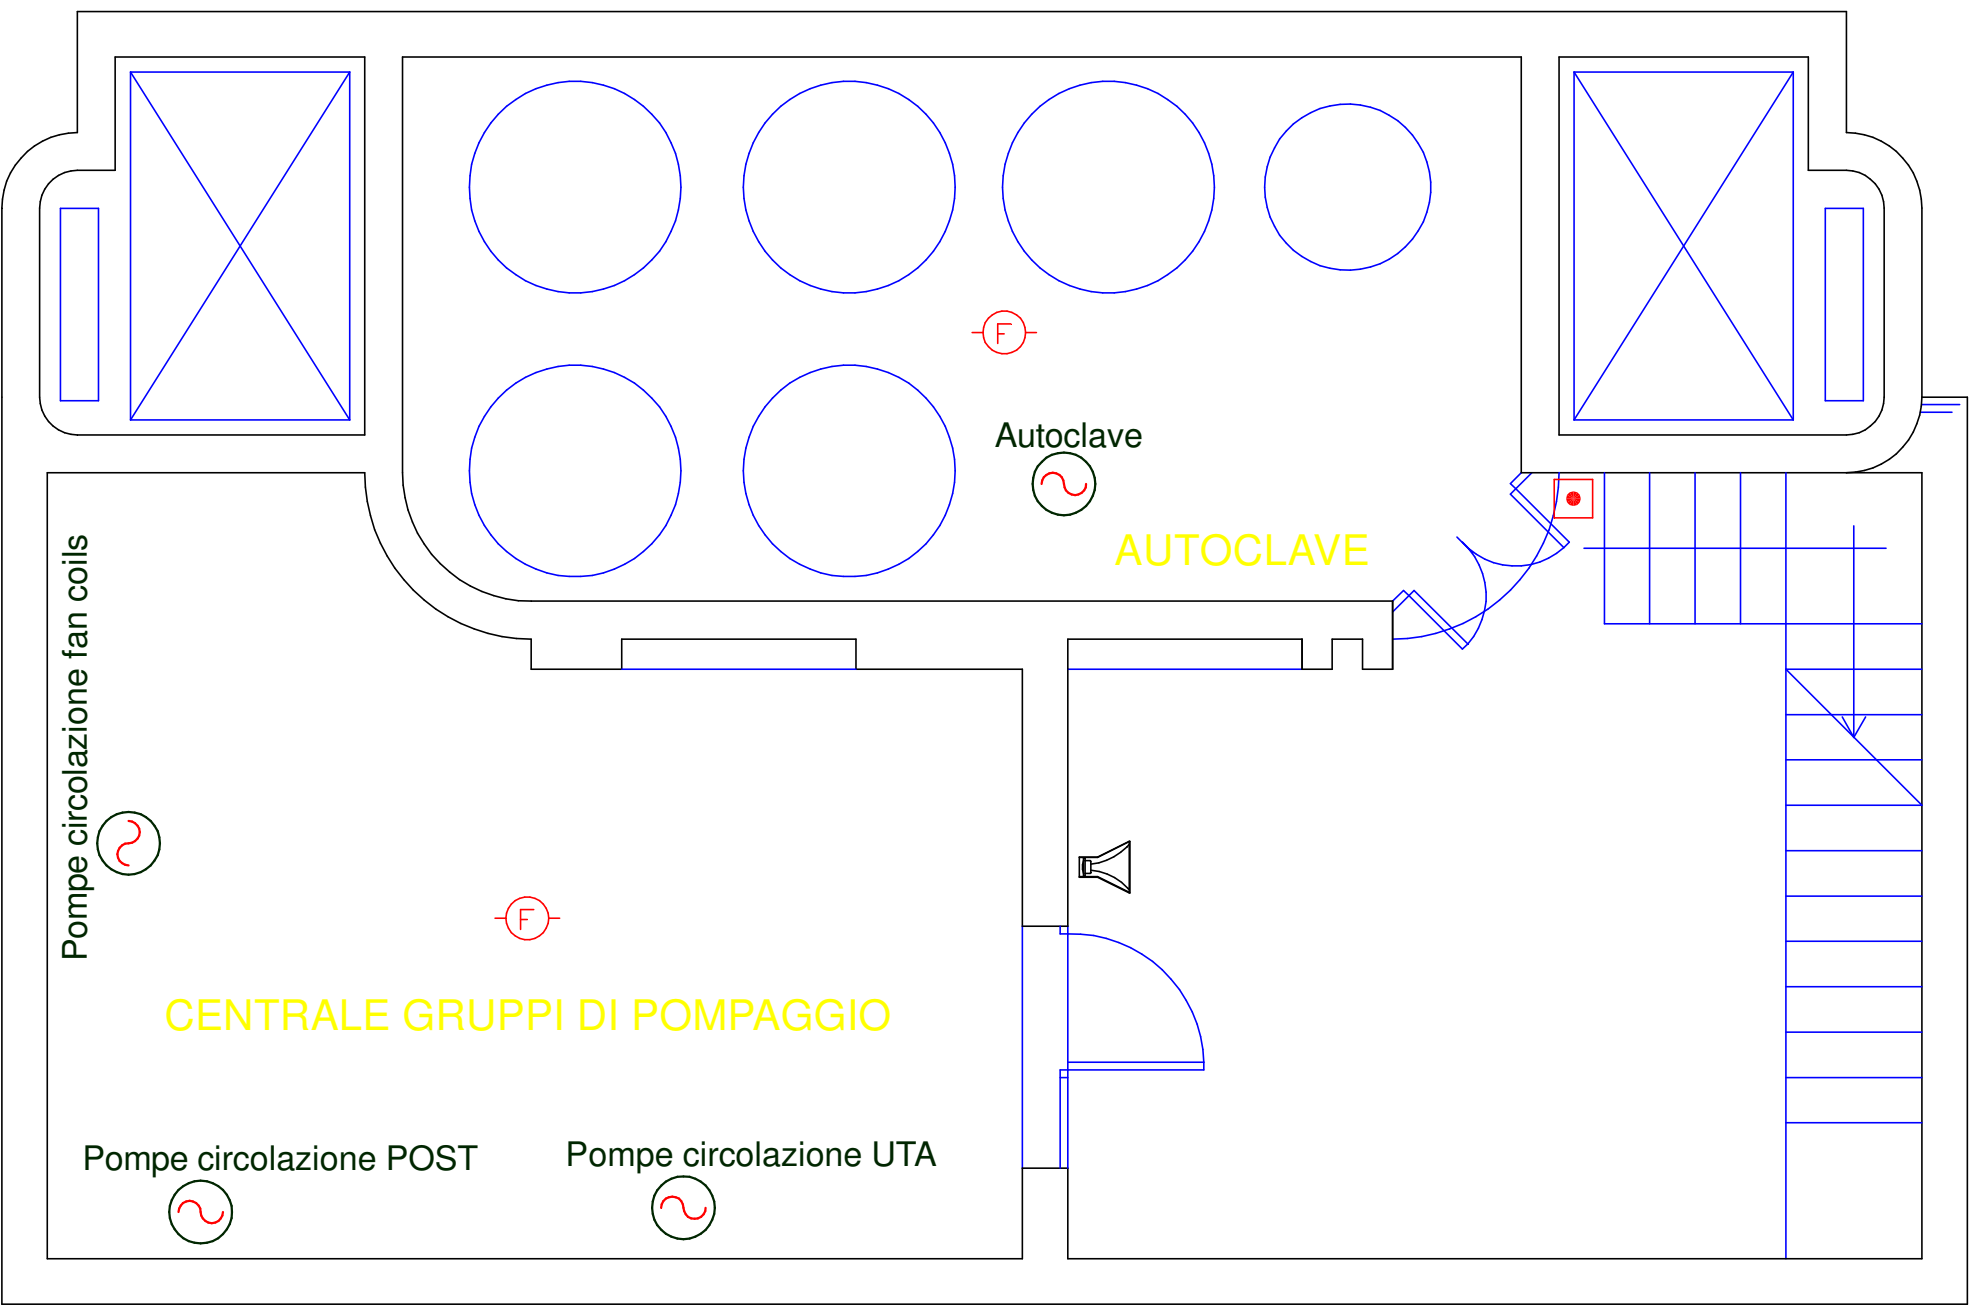 F
Autoclave
AUTOCLAVE
Pompe circolazione fan coils
F
CENTRALE GRUPPI DI POMPAGGIO
Pompe circolazione POST
Pompe circolazione UTA